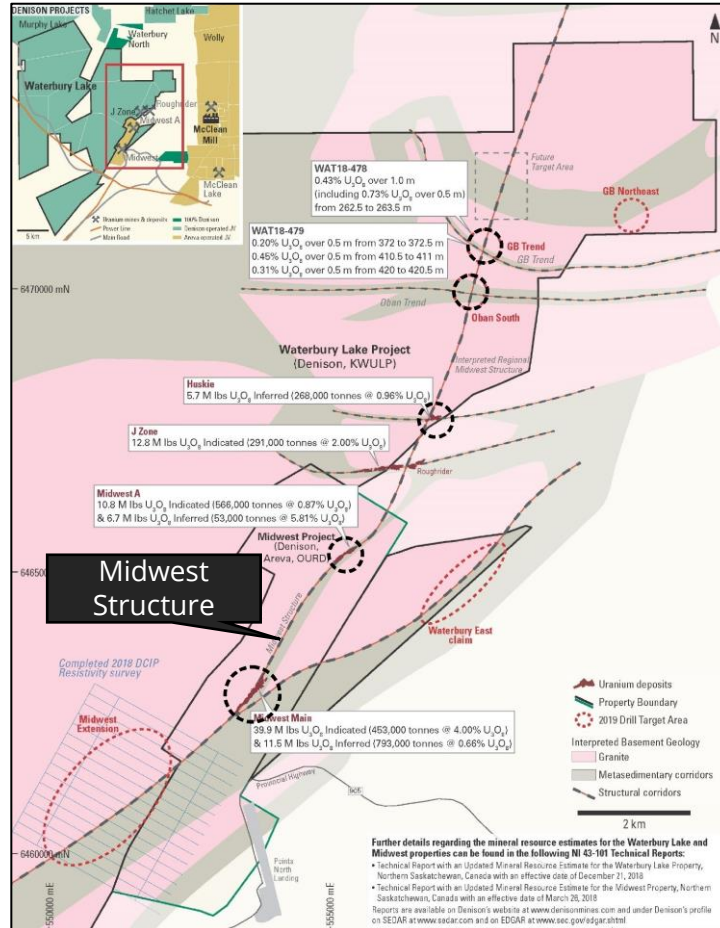 DENISON PROJECTS
Hatchet Lake
Murphy Lake
Waterbury North
Wolly
Waterbury Lake
Roughrider
J Zone
Midwest A
McClean Mill
Midwest
McClean Lake
Uranium mines & deposits
Power Line
Main Road
100% Denison
Denison operated JV
Areva operated JV
5 km
N
WAT18-478
0.43% U₃O₈ over 1.0 m
(including 0.73% U₃O₈ over 0.5 m)
from 262.5 to 263.5 m
Future
Target Area
GB Northeast
WAT18-479
0.20% U₃O₈ over 0.5 m from 372 to 372.5 m
0.45% U₃O₈ over 0.5 m from 410.5 to 411 m
0.31% U₃O₈ over 0.5 m from 420 to 420.5 m
GB Trend
GB Trend
6470000 mN
Oban Trend
Oban South
Waterbury Lake Project
(Denison, KWULP)
Interpreted Regional
Midwest Structure
Huskie
5.7 M lbs U₃O₈ Inferred (268,000 tonnes @ 0.96% U₃O₈)
J Zone
12.8 M lbs U₃O₈ Indicated (291,000 tonnes @ 2.00% U₃O₈)
Roughrider
Midwest A
10.8 M lbs U₃O₈ Indicated (566,000 tonnes @ 0.87% U₃O₈)
& 6.7 M lbs U₃O₈ Inferred (53,000 tonnes @ 5.81% U₃O₈)
Midwest Project
(Denison,
Areva, OURD)
6465000
Midwest
Structure
Midwest Structure
Waterbury East
claim
Completed 2018 DCIP
Resistivity survey
Midwest
Extension
Midwest Main
39.9 M lbs U₃O₈ Indicated (453,000 tonnes @ 4.00% U₃O₈)
& 11.5 M lbs U₃O₈ Inferred (793,000 tonnes @ 0.66% U₃O₈)
Provincial Highway
905
Uranium deposits
Property Boundary
2019 Drill Target Area
Interpreted Basement Geology
Granite
Metasedimentary corridors
Structural corridors
2 km
6460000 mN
Points
North
Landing
550000 mE
555000 mE
Further details regarding the mineral resource estimates for the Waterbury Lake and
Midwest properties can be found in the following NI 43-101 Technical Reports:
• Technical Report with an Updated Mineral Resource Estimate for the Waterbury Lake Property,
Northern Saskatchewan, Canada with an effective date of December 21, 2018
• Technical Report with an Updated Mineral Resource Estimate for the Midwest Property, Northern
Saskatchewan, Canada with an effective date of March 26, 2018
Reports are available on Denison's website at www.denisonmines.com and under Denison's profile
on SEDAR at www.sedar.com and on EDGAR at www.sec.gov/edgar.shtml